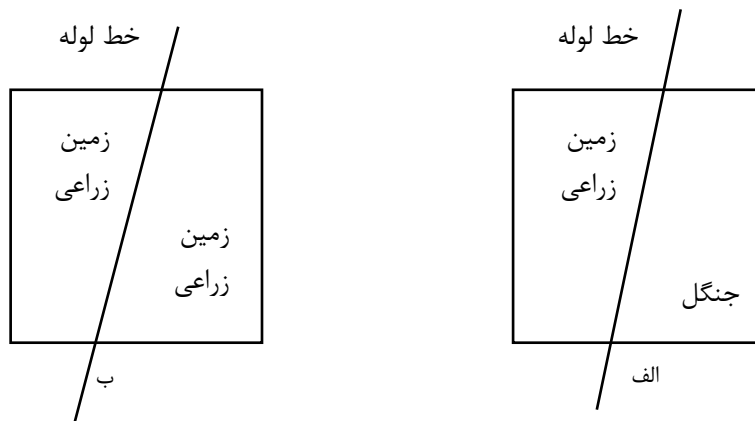 خط لوله
زمین
زراعی
جنگل
الف
خط لوله
زمین
زراعی
زمین
زراعی
ب